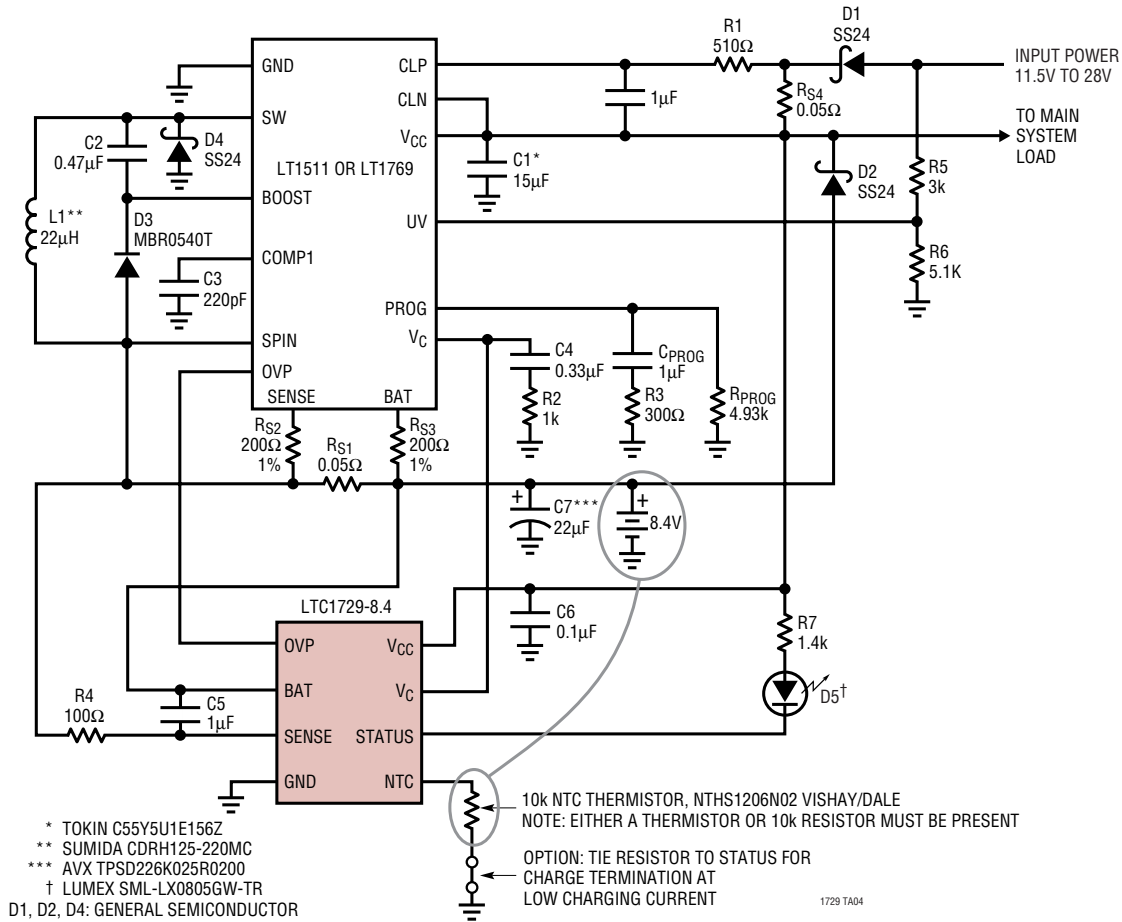 D1
SS24
R1
510Ω
INPUT POWER
11.5V TO 28V
GND
CLP
RS4
0.05Ω
1µF
CLN
TO MAIN
SYSTEM
LOAD
SW
VCC
C2
0.47µF
D4
SS24
LT1511 OR LT1769
C1*
15µF
D2
SS24
R5
3k
BOOST
L1**
22µH
D3
MBR0540T
UV
R6
5.1K
COMP1
C3
220pF
PROG
VC
SPIN
C4
0.33µF
CPROG
1µF
OVP
R2
1k
R3
300Ω
RPROG
4.93k
SENSE
BAT
RS2
200Ω
1%
RS1
0.05Ω
RS3
200Ω
1%
+
C7***
22µF
+
8.4V
LTC1729-8.4
C6
0.1µF
R7
1.4k
OVP
VCC
BAT
VC
D5†
R4
100Ω
C5
1µF
SENSE
STATUS
GND
NTC
10k NTC THERMISTOR, NTHS1206N02 VISHAY/DALE
NOTE: EITHER A THERMISTOR OR 10k RESISTOR MUST BE PRESENT
OPTION: TIE RESISTOR TO STATUS FOR
CHARGE TERMINATION AT
LOW CHARGING CURRENT
* TOKIN C55Y5U1E156Z
** SUMIDA CDRH125-220MC
*** AVX TPSD226K025R0200
† LUMEX SML-LX0805GW-TR
D1, D2, D4: GENERAL SEMICONDUCTOR
1729 TA04